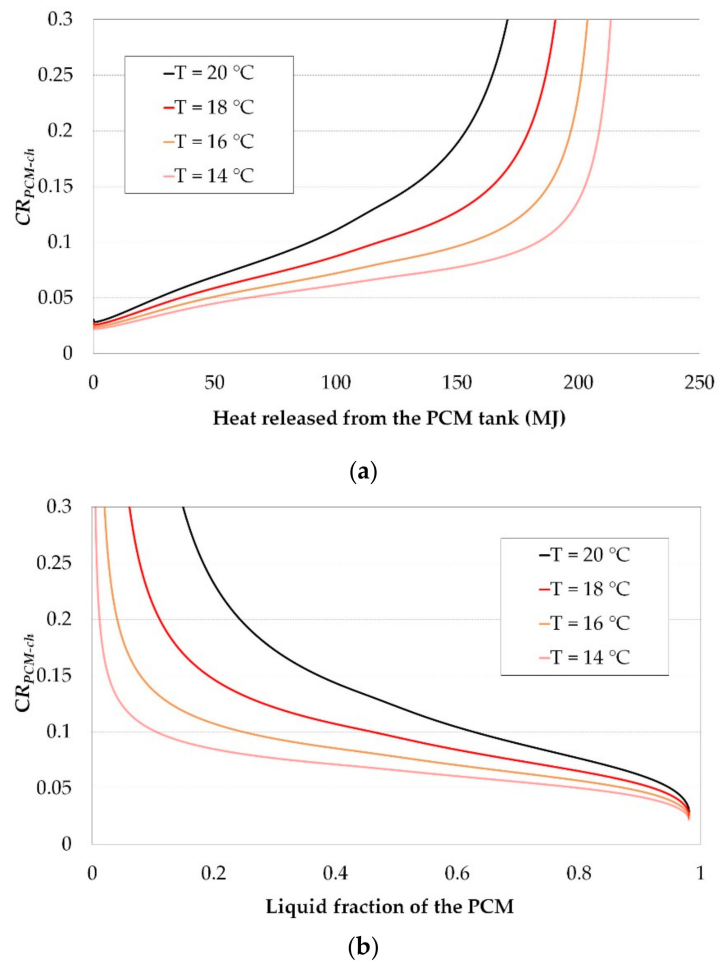 0.3
0.25
0.2
0.15
0.1
0.05
0
CR_PCM-ch
T = 20 °C
T = 18 °C
T = 16 °C
T = 14 °C
0 50 100 150 200 250
Heat released from the PCM tank (MJ)
(a)
0.3
0.25
0.2
0.15
0.1
0.05
0
CR_PCM-ch
T = 20 °C
T = 18 °C
T = 16 °C
T = 14 °C
0 0.2 0.4 0.6 0.8 1
Liquid fraction of the PCM
(b)